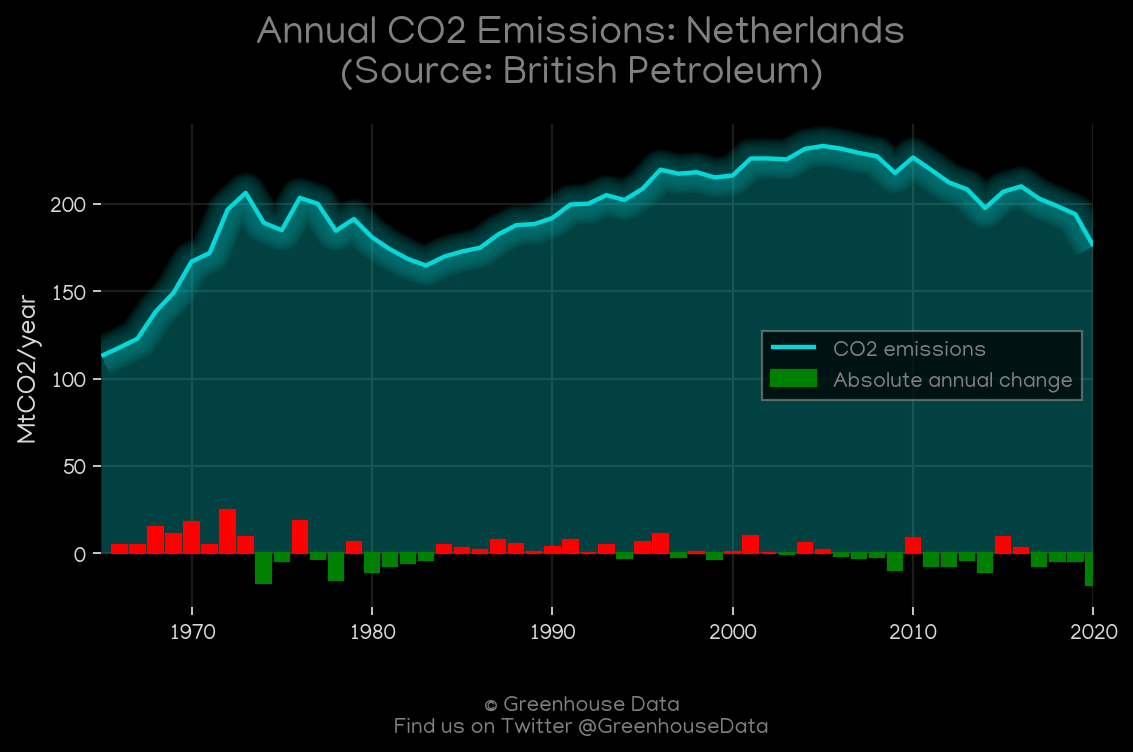 Annual CO2 Emissions: Netherlands
(Source: British Petroleum)
MtCO2/year
200
150
100
50
0
CO2 emissions
Absolute annual change
1970 1980 1990 2000 2010 2020
© Greenhouse Data
Find us on Twitter @GreenhouseData